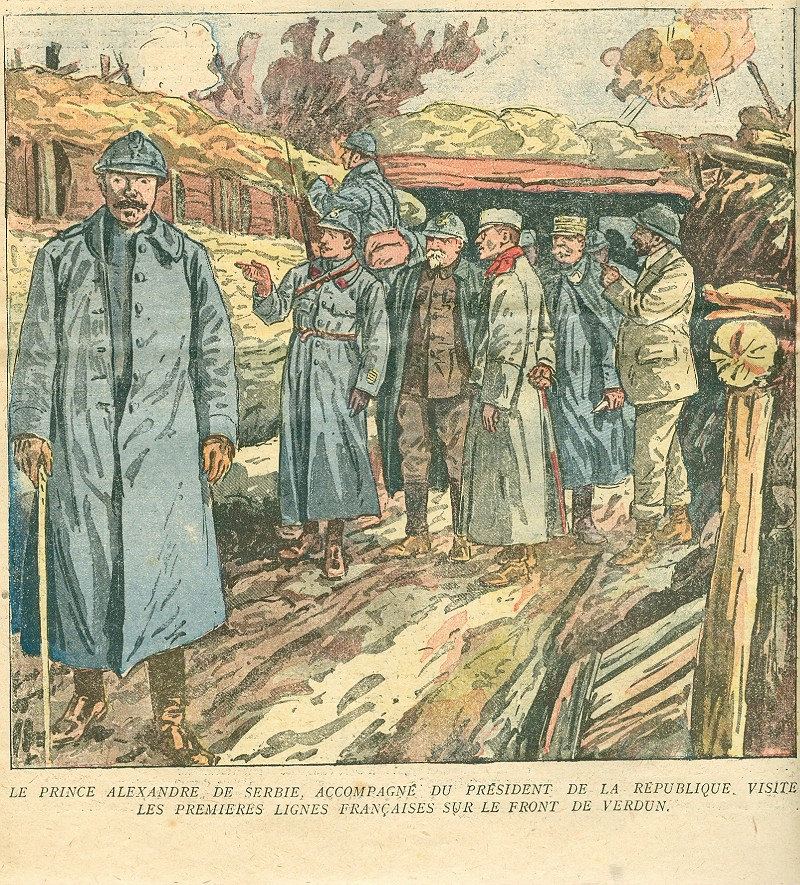 LE PRINCE ALEXANDRE DE SERBIE, ACCOMPAGNÉ DU PRÉSIDENT DE LA RÉPUBLIQUE, VISITE
LES PREMIERES LIGNES FRANÇAISES SUR LE FRONT DE VERDUN.